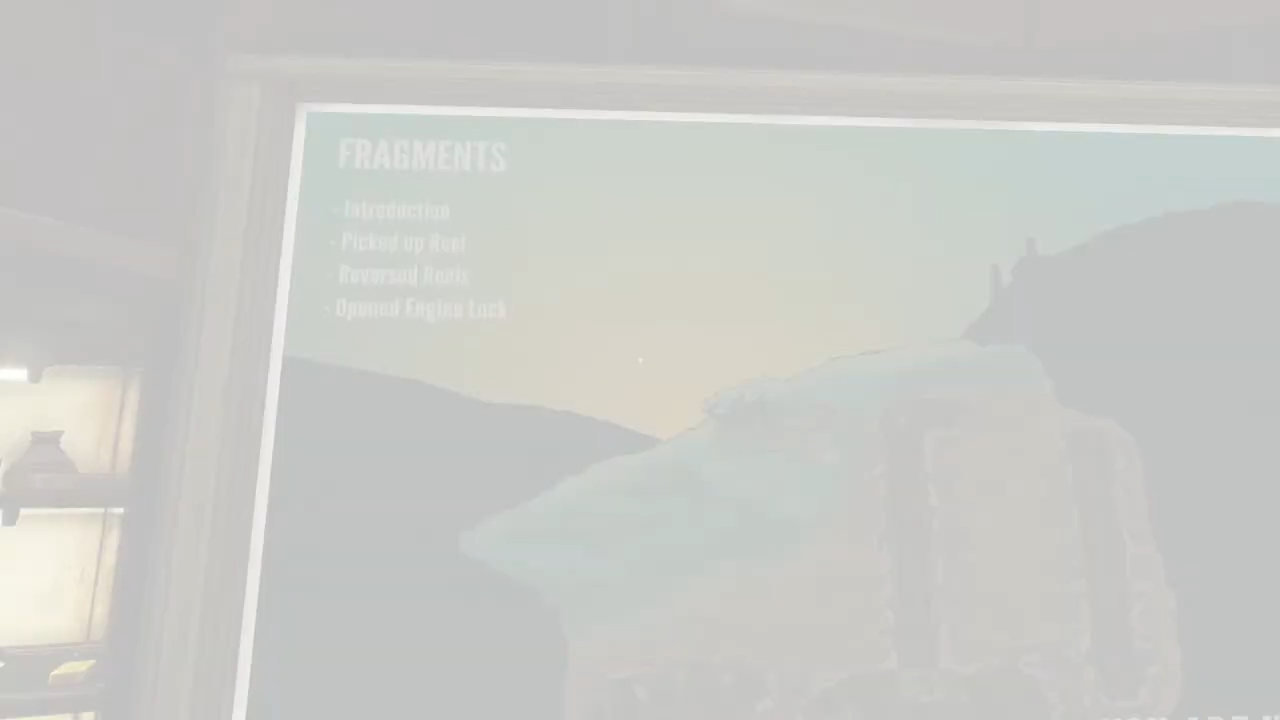 FRAGMENTS
- Introduction
- Picked up Reel
- Reversed Reels
- Opened Engine Lock